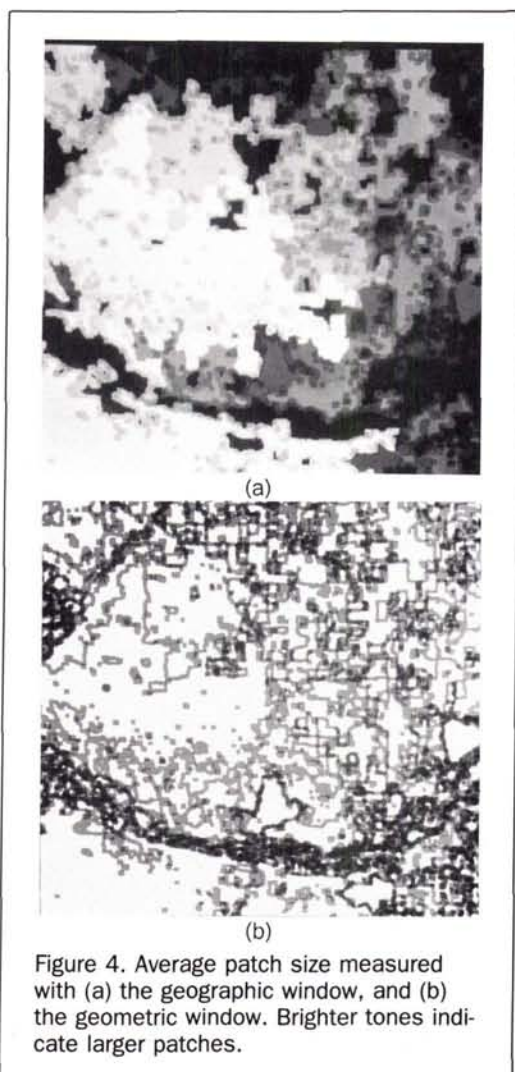 (a)
(b)
Figure 4. Average patch size measured
with (a) the geographic window, and (b)
the geometric window. Brighter tones indi-
cate larger patches.